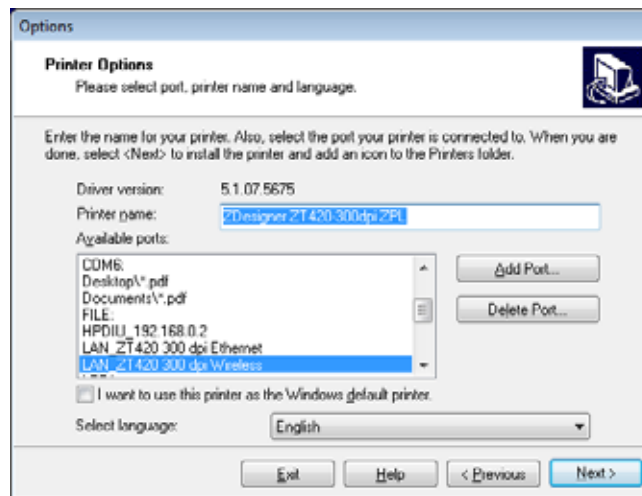 Options
Printer Options
Please select port, printer name and language.
Enter the name for your printer. Also, select the port your printer is connected to. When you are
done, select <Next> to install the printer and add an icon to the Printers folder.
Driver version: 5.1.07.5675
Printer name: ZDesigner ZT420-300dpi ZPL
Available ports:
COM6:
Desktop\*.pdf
Documents\*.pdf
FILE:
HPDIU_192.168.0.2
LAN_ZT420 300 dpi Ethernet
LAN_ZT420 300 dpi Wireless
Add Port...
Delete Port...
I want to use this printer as the Windows default printer.
Select language: English
Exit Help < Previous Next >